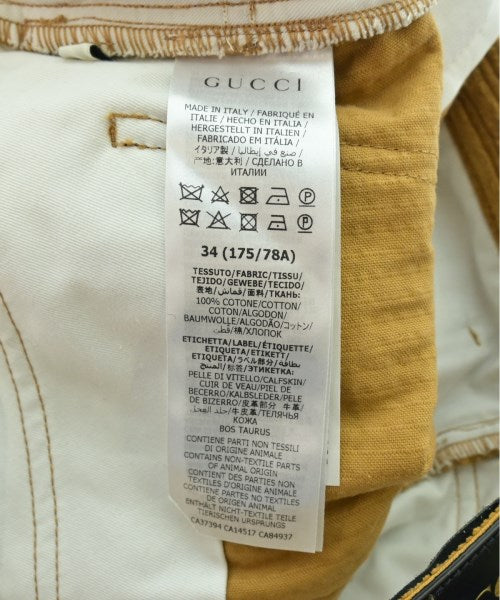 GUCCI
MADE IN ITALY / FABRIQUÉ EN
ITALIE / HECHO EN ITALIA /
HERGESTELLT IN ITALIEN /
FABRICADO EM ITÁLIA /
イタリア製 / صنع في إيطاليا /
产地:意大利 / СДЕЛАНО В
ИТАЛИИ
34 (175/78A)
TESSUTO/FABRIC/TISSU/
TEJIDO/GEWEBE/TECIDO/
表地/قماش/面料/ТКАНЬ:
100% COTONE/COTTON/
COTON/ALGODON/
BAUMWOLLE/ALGODÃO/コットン/
قطن/棉/ХЛОПОК
ETICHETTA/LABEL/ÉTIQUETTE/
ETIQUETA/ETIKETT/
ETIQUETA/ラベル部分/بطاقة
المنتج/标签/ЭТИКЕТКА:
PELLE DI VITELLO/CALFSKIN/
CUIR DE VEAU/PIEL DE
BECERRO/KALBSLEDER/PELE
DE BIZERRO/皮革部分 牛革/
جلد العجل/牛皮革/ТЕЛЯЧЬЯ
КОЖА
BOS TAURUS
CONTIENE PARTI NON TESSILI
DI ORIGINE ANIMALE
CONTAINS NON-TEXTILE PARTS
OF ANIMAL ORIGIN
CONTIENT DES PARTIES NON
TEXTILES D'ORIGINE ANIMALE
CONTIENE PARTES NO TEXTILES
DE ORIGEN ANIMAL
ENTHÄLT NICHT-TEXTILE TEILE
TIERISCHEN URSPRUNGS
CA37394 CA14517 CA84937